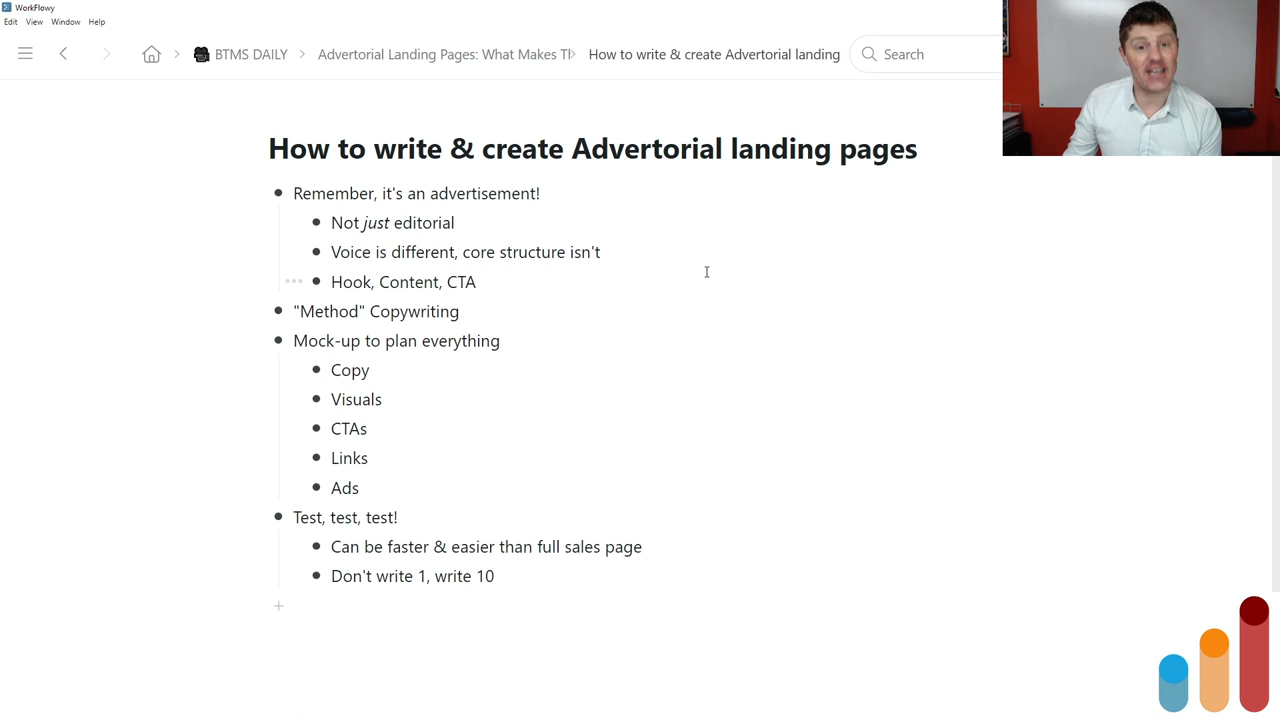 WorkFlowy
Edit View Window Help
BTMS DAILY
Advertorial Landing Pages: What Makes Th
How to write & create Advertorial landing
Search
How to write & create Advertorial landing pages
Remember, it's an advertisement!
Not just editorial
Voice is different, core structure isn't
Hook, Content, CTA
"Method" Copywriting
Mock-up to plan everything
Copy
Visuals
CTAs
Links
Ads
Test, test, test!
Can be faster & easier than full sales page
Don't write 1, write 10